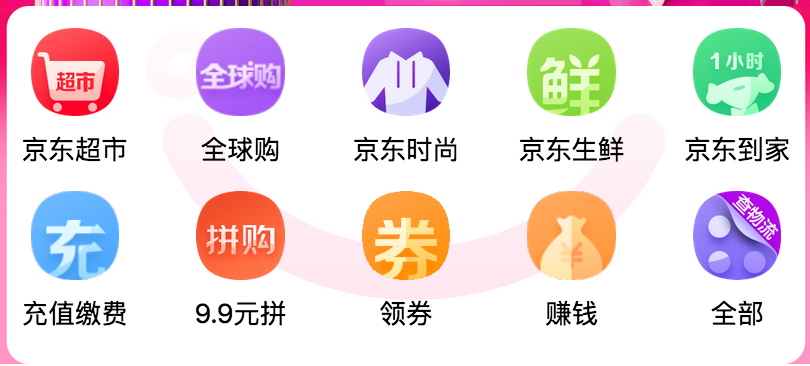 超市
全球购
1小时
鲜
京东超市
全球购
京东时尚
京东生鲜
京东到家
充
拼购
券
¥
查物流
充值缴费
9.9元拼
领券
赚钱
全部